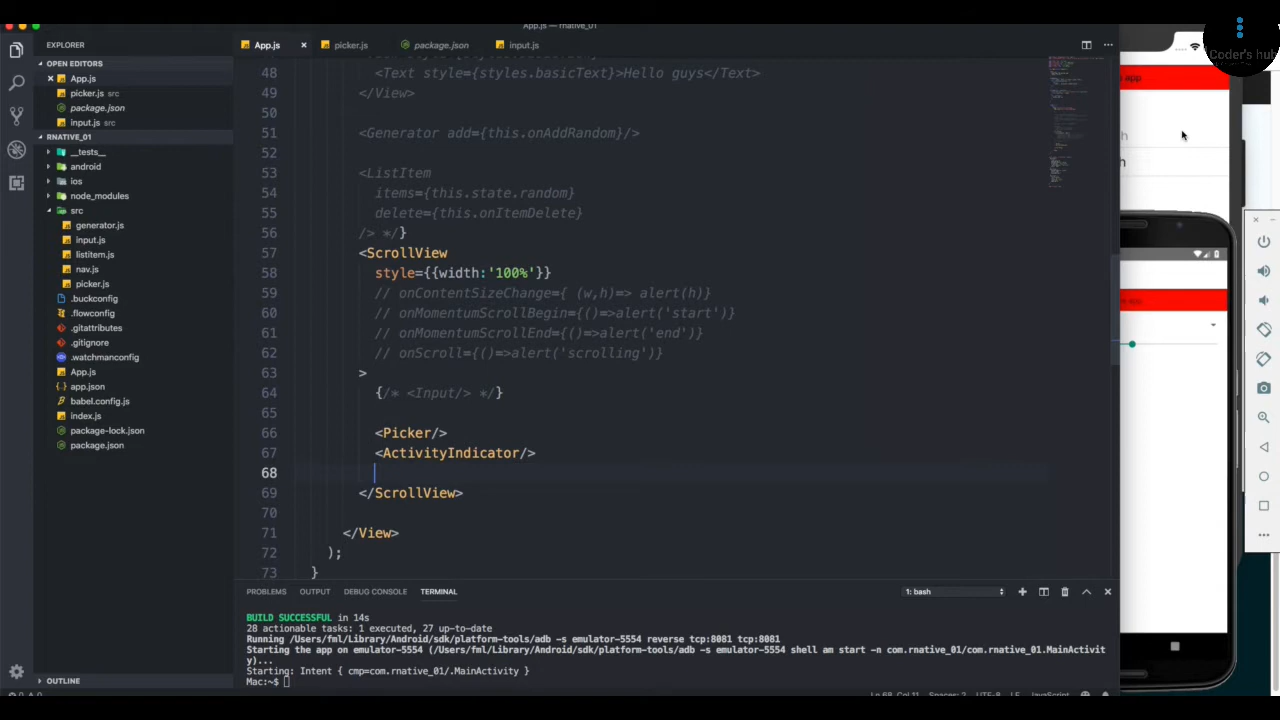 App.js — rnative_01
Coder's hub
EXPLORER
OPEN EDITORS
App.js
picker.js src
package.json
input.js src
RNATIVE_01
__tests__
android
ios
node_modules
src
generator.js
input.js
listitem.js
nav.js
picker.js
.buckconfig
.flowconfig
.gitattributes
.gitignore
.watchmanconfig
App.js
app.json
babel.config.js
index.js
package-lock.json
package.json
OUTLINE
App.js picker.js package.json input.js
48 <Text style={styles.basicText}>Hello guys</Text>
49 </View>
50
51 <Generator add={this.onAddRandom}/>
52
53 <ListItem
54 items={this.state.random}
55 delete={this.onItemDelete}
56 /> */}
57 <ScrollView
58 style={{width:'100%'}}
59 // onContentSizeChange={ (w,h)=> alert(h)}
60 // onMomentumScrollBegin={()=>alert('start')}
61 // onMomentumScrollEnd={()=>alert('end')}
62 // onScroll={()=>alert('scrolling')}
63 >
64 {/* <Input/> */}
65
66 <Picker/>
67 <ActivityIndicator/>
68
69 </ScrollView>
70
71 </View>
72 );
73 }
PROBLEMS OUTPUT DEBUG CONSOLE TERMINAL 1: bash
BUILD SUCCESSFUL in 14s
28 actionable tasks: 1 executed, 27 up-to-date
Running /Users/fml/Library/Android/sdk/platform-tools/adb -s emulator-5554 reverse tcp:8081 tcp:8081
Starting the app on emulator-5554 (/Users/fml/Library/Android/sdk/platform-tools/adb -s emulator-5554 shell am start -n com.rnative_01/com.rnative_01.MainActivit
y)...
Starting: Intent { cmp=com.rnative_01/.MainActivity }
Mac:~$
app
h
h